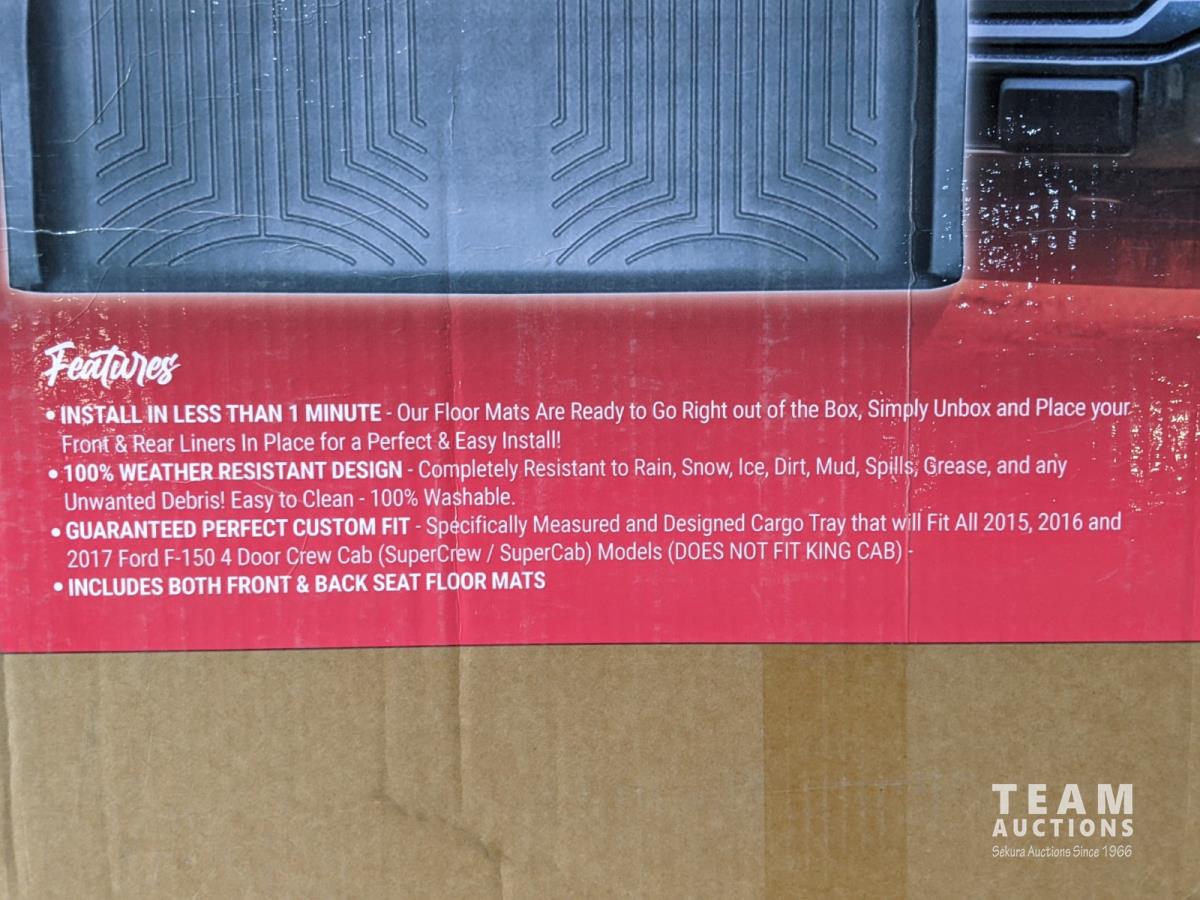 Features
• INSTALL IN LESS THAN 1 MINUTE - Our Floor Mats Are Ready to Go Right out of the Box, Simply Unbox and Place your
Front & Rear Liners In Place for a Perfect & Easy Install!
• 100% WEATHER RESISTANT DESIGN - Completely Resistant to Rain, Snow, Ice, Dirt, Mud, Spills, Grease, and any
Unwanted Debris! Easy to Clean - 100% Washable.
• GUARANTEED PERFECT CUSTOM FIT - Specifically Measured and Designed Cargo Tray that will Fit All 2015, 2016 and
2017 Ford F-150 4 Door Crew Cab (SuperCrew / SuperCab) Models (DOES NOT FIT KING CAB) -
• INCLUDES BOTH FRONT & BACK SEAT FLOOR MATS
TEAM
AUCTIONS
Sekura Auctions Since 1966